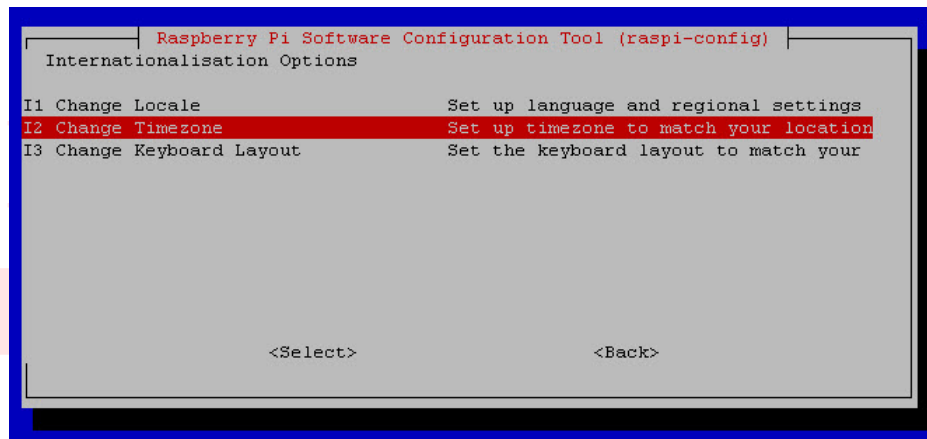 Raspberry Pi Software Configuration Tool (raspi-config)
Internationalisation Options
I1 Change Locale Set up language and regional settings
I2 Change Timezone Set up timezone to match your location
I3 Change Keyboard Layout Set the keyboard layout to match your
<Select> <Back>